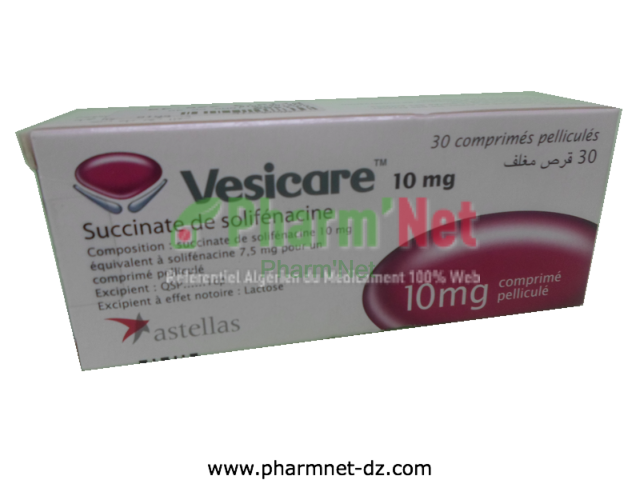 30 comprimés pelliculés
30 قرص مغلف
Vesicare™ 10 mg
Succinate de solifénacine
Composition : succinate de solifénacine 10 mg
équivalent à solifénacine 7,5 mg pour un
comprimé pelliculé
Excipient : QSP
Excipient à effet notoire : Lactose
10mg comprimé
pelliculé
astellas
Pharm'Net
Pharm'Net
Référentiel Algérien du Médicament 100% Web
www.pharmnet-dz.com